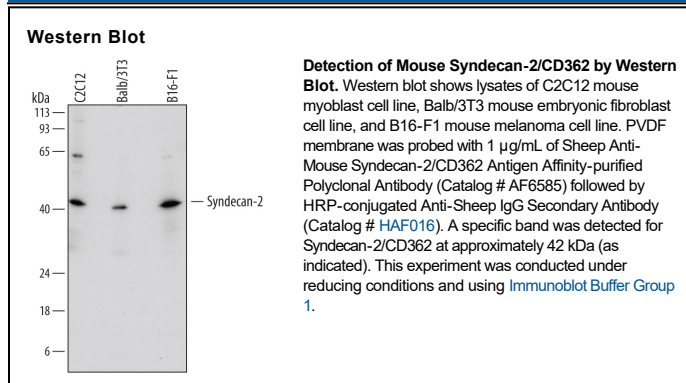 Western Blot
kDa
C2C12
Balb/3T3
B16-F1
113
93
65
40
24
18
6
Syndecan-2
Detection of Mouse Syndecan-2/CD362 by Western
Blot. Western blot shows lysates of C2C12 mouse
myoblast cell line, Balb/3T3 mouse embryonic fibroblast
cell line, and B16-F1 mouse melanoma cell line. PVDF
membrane was probed with 1 µg/mL of Sheep Anti-
Mouse Syndecan-2/CD362 Antigen Affinity-purified
Polyclonal Antibody (Catalog # AF6585) followed by
HRP-conjugated Anti-Sheep IgG Secondary Antibody
(Catalog # HAF016). A specific band was detected for
Syndecan-2/CD362 at approximately 42 kDa (as
indicated). This experiment was conducted under
reducing conditions and using Immunoblot Buffer Group
1.